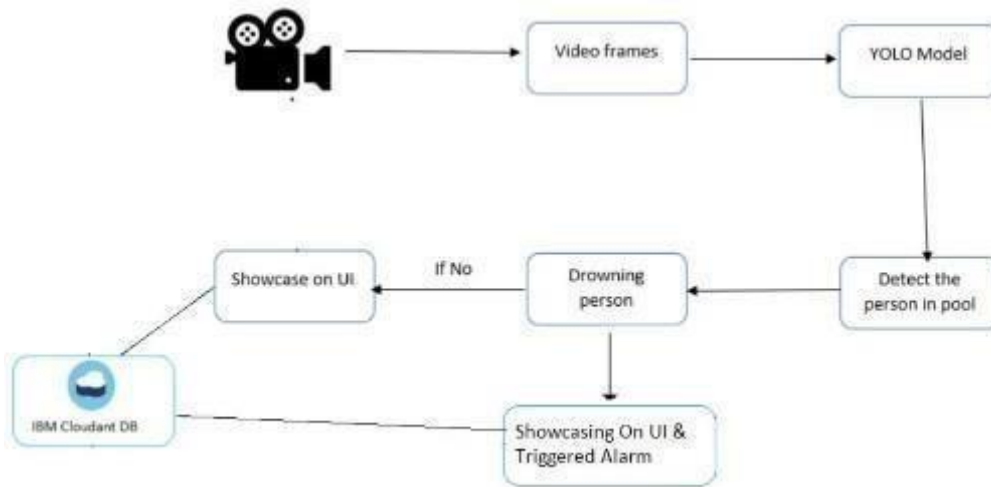 Video frames
YOLO Model
Detect the
person in pool
Drowning
person
If No
Showcase on UI
IBM Cloudant DB
Showcasing On UI &
Triggered Alarm